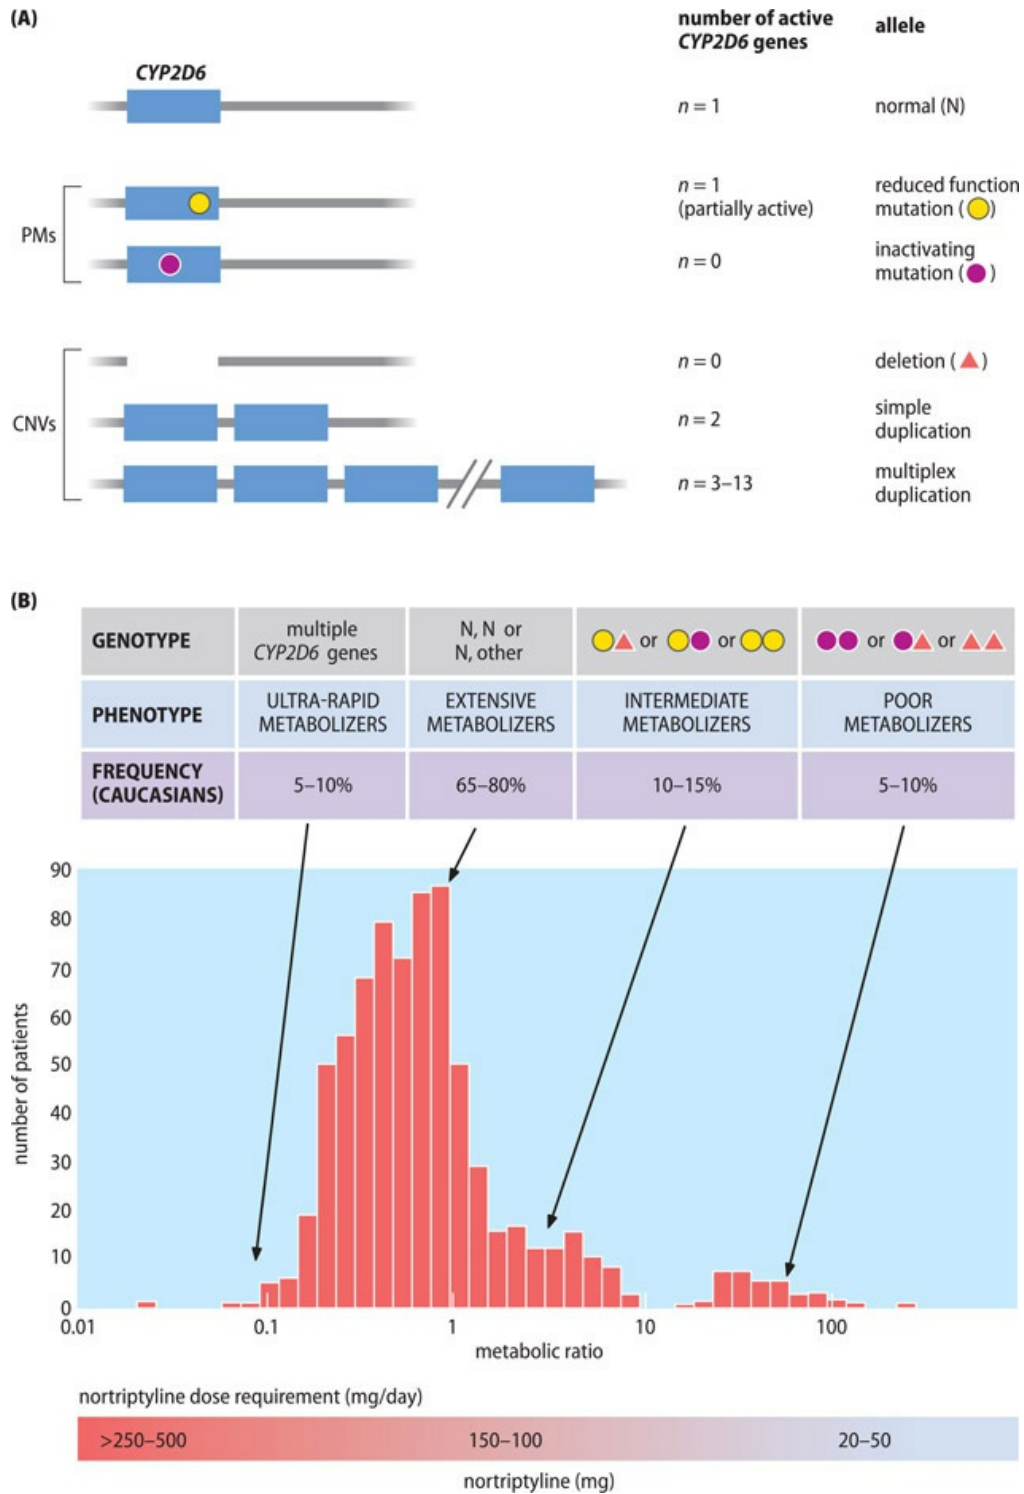 (A)
number of active
CYP2D6 genes
allele
CYP2D6
n = 1
normal (N)
PMs
n = 1
(partially active)
reduced function
mutation ( )
n = 0
inactivating
mutation ( )
CNVs
n = 0
deletion ( )
n = 2
simple
duplication
n = 3–13
multiplex
duplication
(B)
GENOTYPE
multiple
CYP2D6 genes
N, N or
N, other
or or
or or
PHENOTYPE
ULTRA-RAPID
METABOLIZERS
EXTENSIVE
METABOLIZERS
INTERMEDIATE
METABOLIZERS
POOR
METABOLIZERS
FREQUENCY
(CAUCASIANS)
5–10%
65–80%
10–15%
5–10%
number of patients
90
80
70
60
50
40
30
20
10
0
0.01
0.1
1
10
100
metabolic ratio
nortriptyline dose requirement (mg/day)
>250–500
150–100
20–50
nortriptyline (mg)